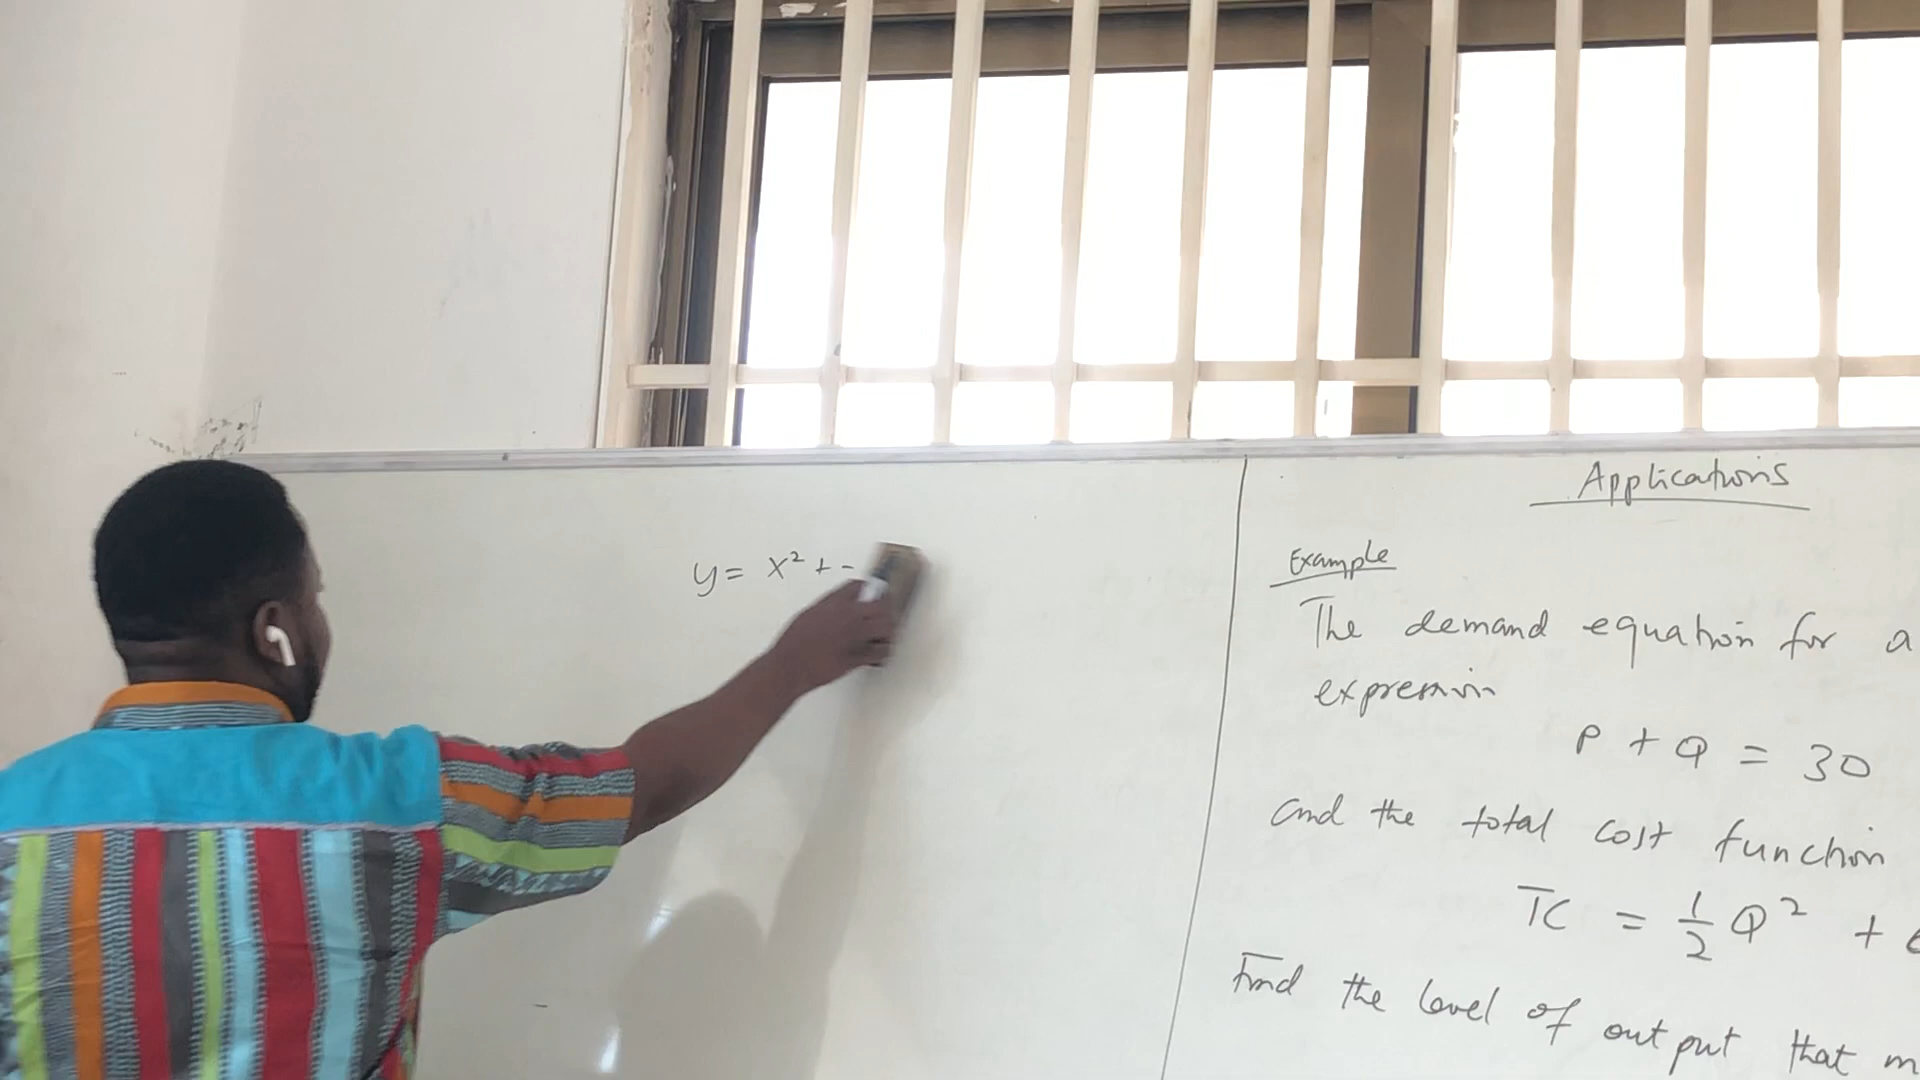 y = x² + -
Applications
Example
The demand equation for a
expression
P + Q = 30
and the total cost function
TC = 1/2 Q² +
Find the level of output that m